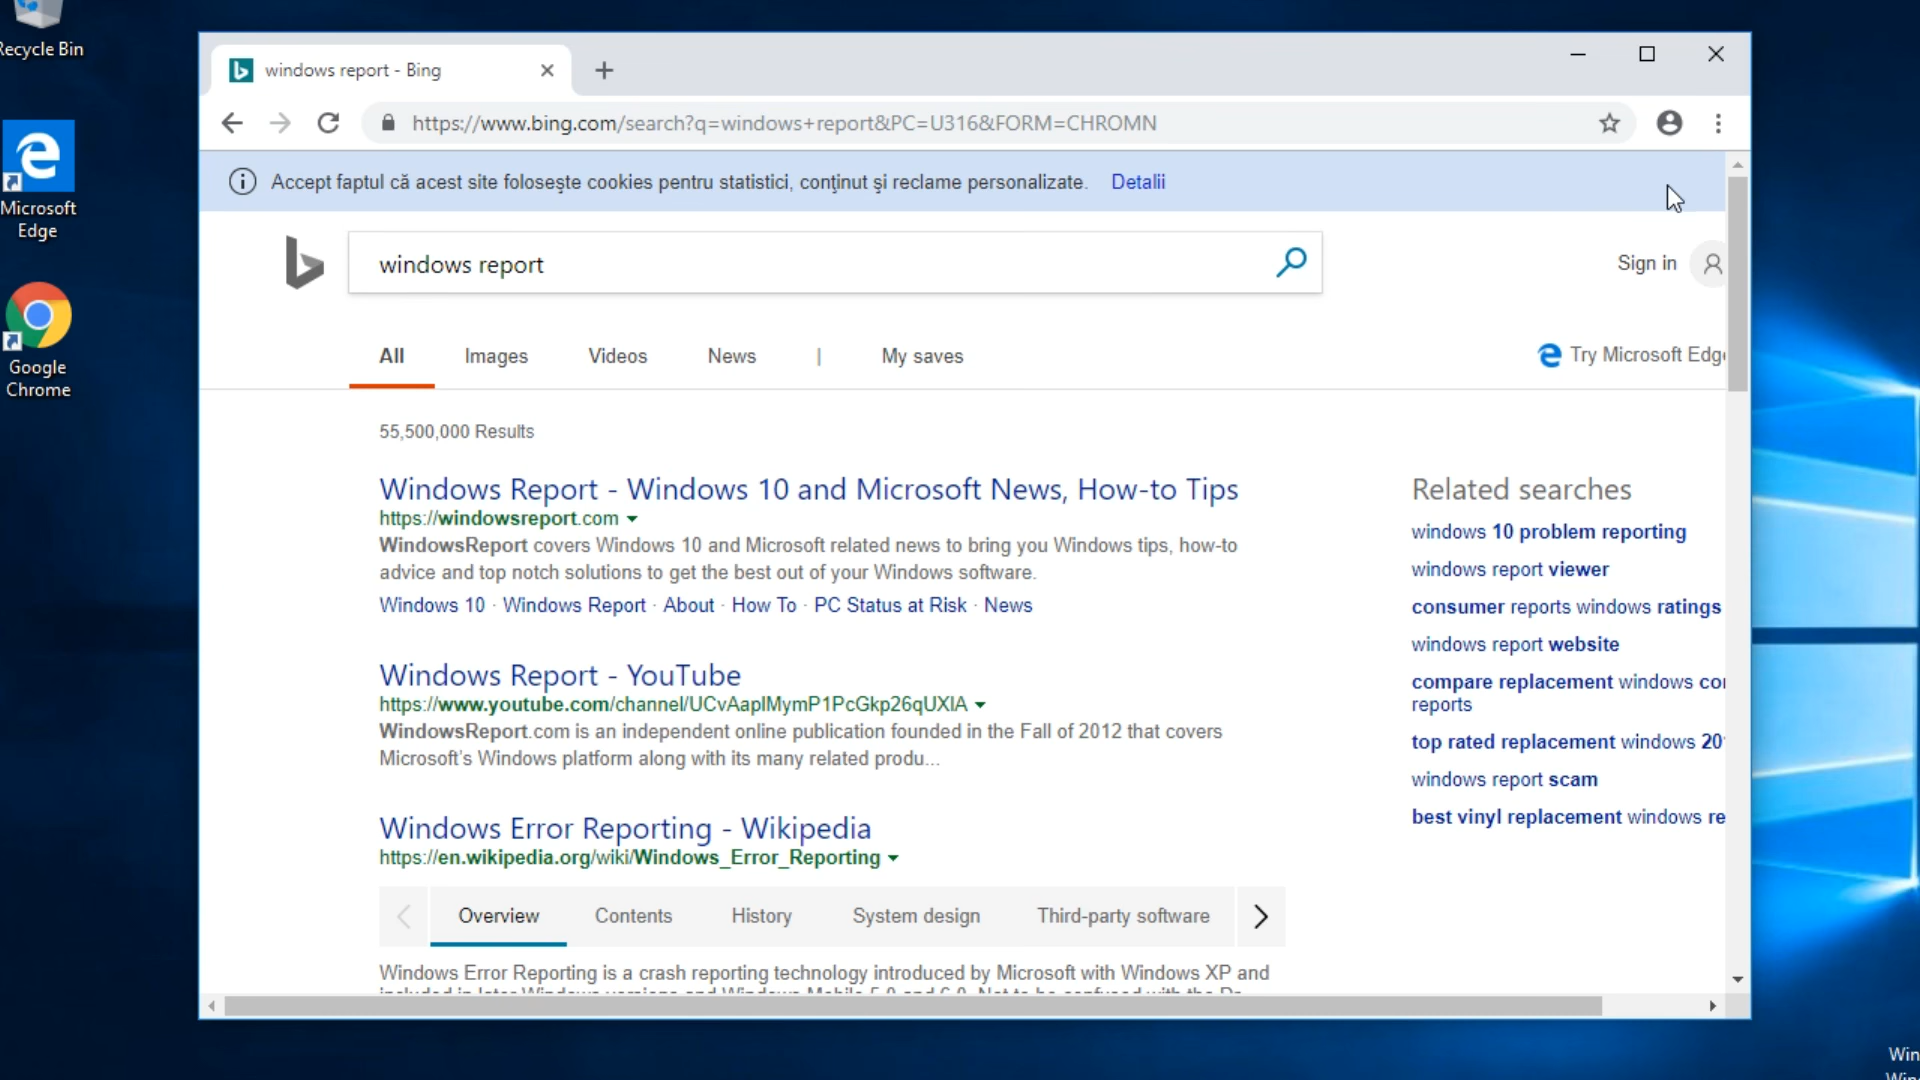 Recycle Bin
Microsoft
Edge
Google
Chrome
windows report - Bing
https://www.bing.com/search?q=windows+report&PC=U316&FORM=CHROMN
Accept faptul că acest site folosește cookies pentru statistici, conţinut și reclame personalizate. Detalii
windows report
Sign in
All Images Videos News | My saves
Try Microsoft Edge
55,500,000 Results
Windows Report - Windows 10 and Microsoft News, How-to Tips
https://windowsreport.com
WindowsReport covers Windows 10 and Microsoft related news to bring you Windows tips, how-to
advice and top notch solutions to get the best out of your Windows software.
Windows 10 · Windows Report · About · How To · PC Status at Risk · News
Windows Report - YouTube
https://www.youtube.com/channel/UCvAaplMymP1PcGkp26qUXlA
WindowsReport.com is an independent online publication founded in the Fall of 2012 that covers
Microsoft's Windows platform along with its many related produ...
Windows Error Reporting - Wikipedia
https://en.wikipedia.org/wiki/Windows_Error_Reporting
Overview Contents History System design Third-party software
Windows Error Reporting is a crash reporting technology introduced by Microsoft with Windows XP and
Related searches
windows 10 problem reporting
windows report viewer
consumer reports windows ratings
windows report website
compare replacement windows
reports
top rated replacement windows
windows report scam
best vinyl replacement windows